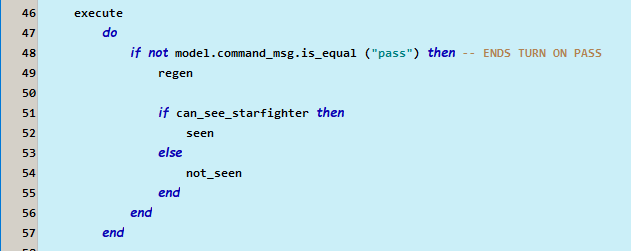 46 execute
47 do
48 if not model.command_msg.is_equal ("pass") then -- ENDS TURN ON PASS
49 regen
50
51 if can_see_starfighter then
52 seen
53 else
54 not_seen
55 end
56 end
57 end